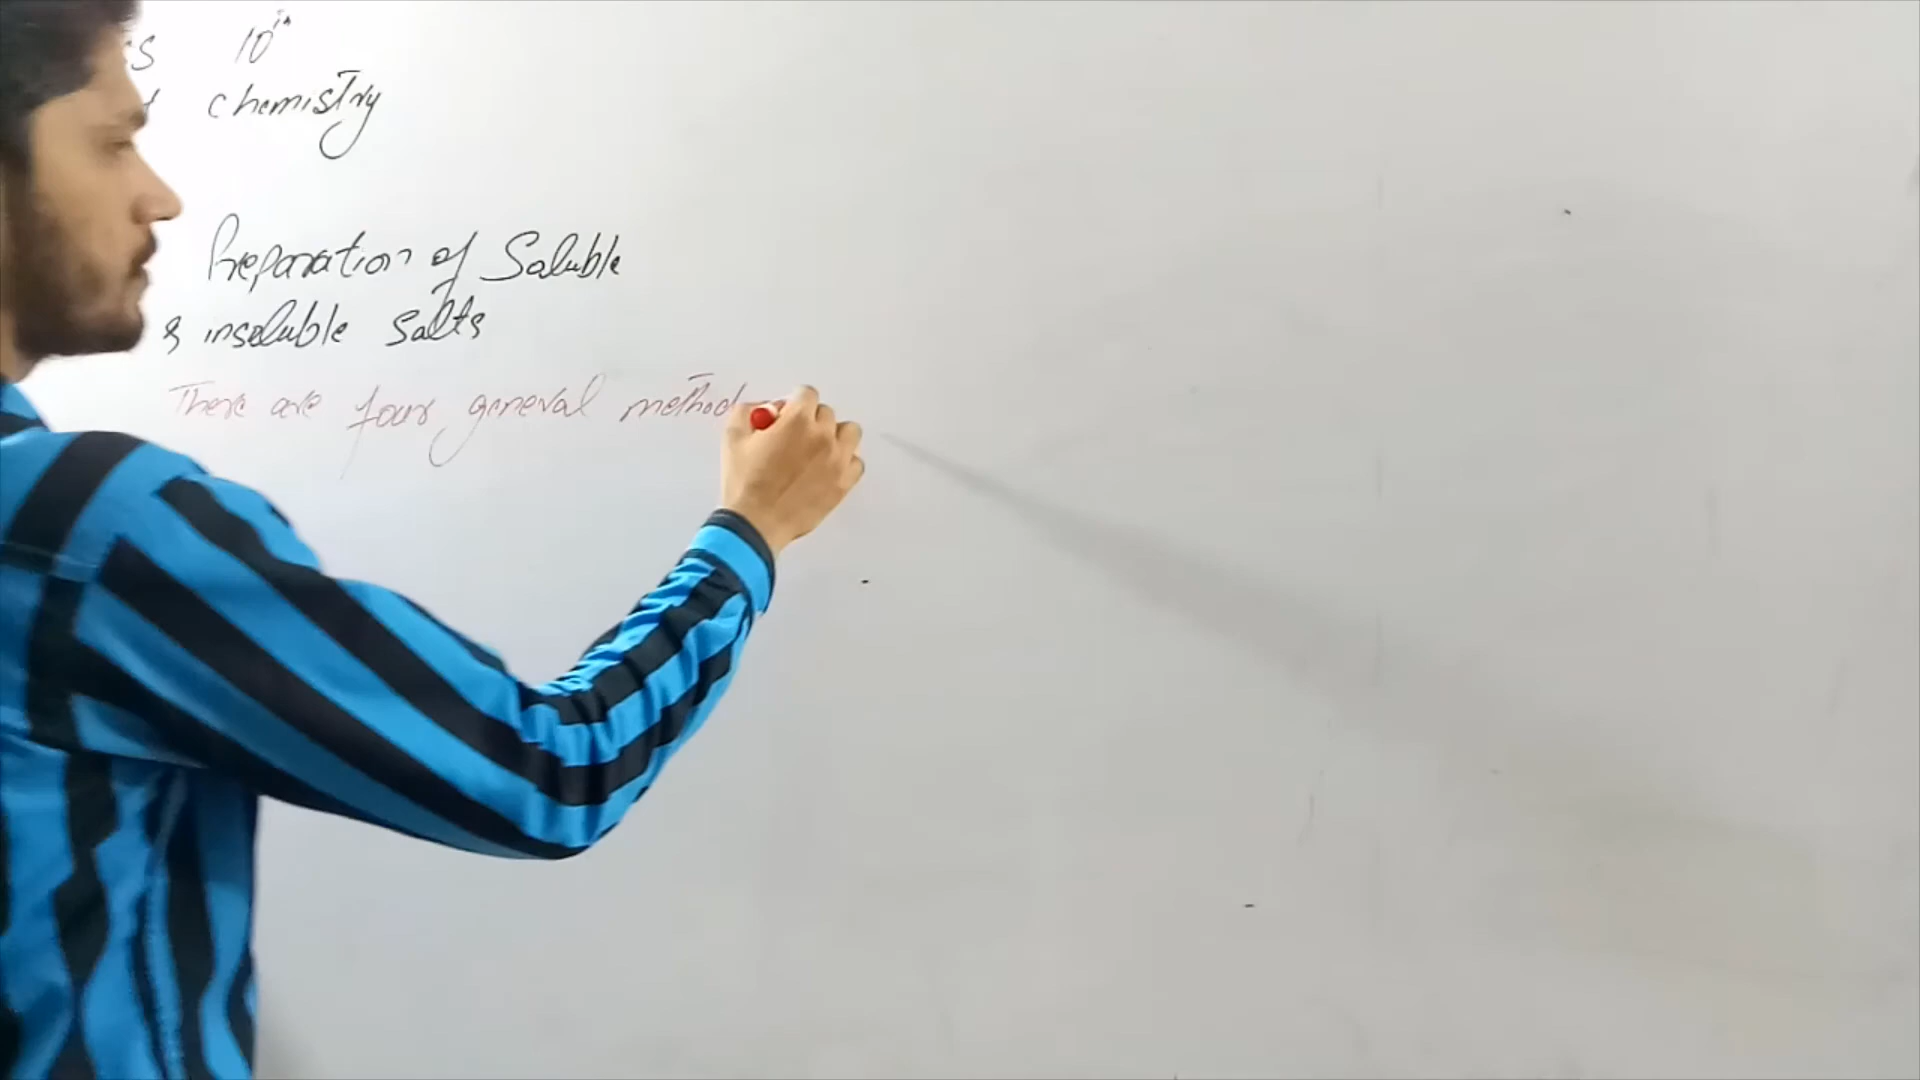 10th
chemistry
Preparation of Soluble
& insoluble salts
There are four general method